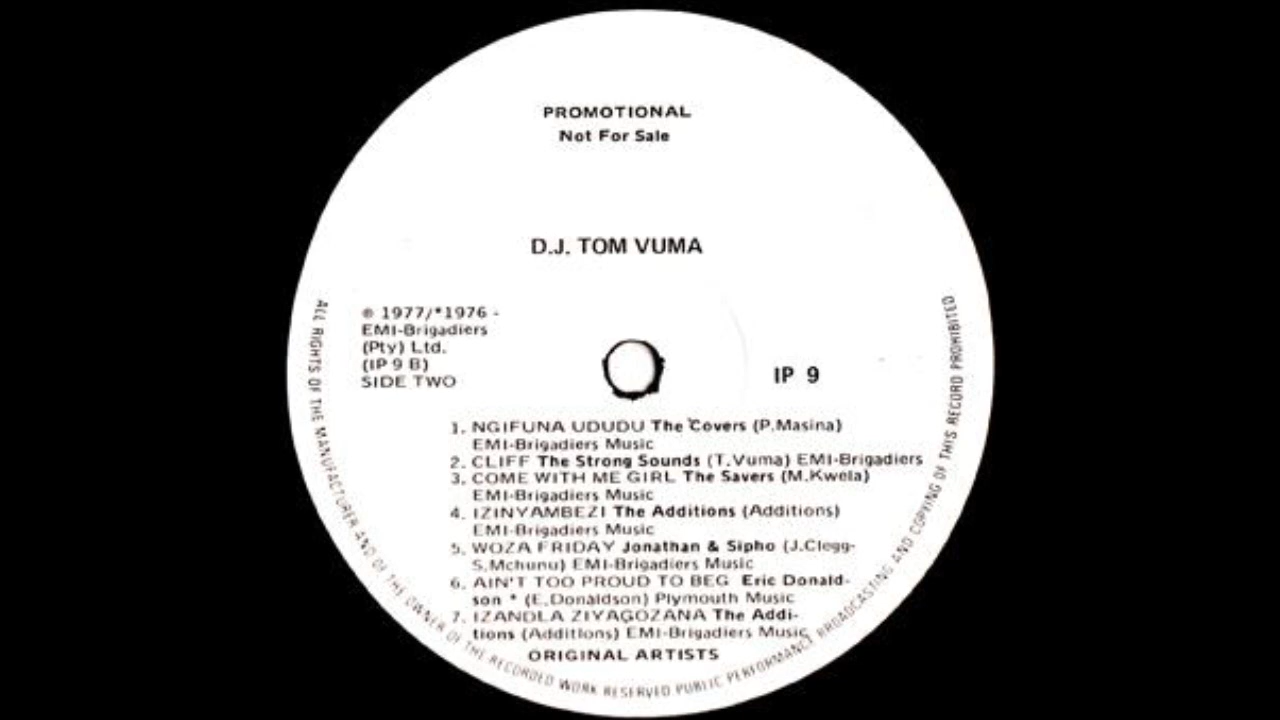 PROMOTIONAL
Not For Sale
D.J. TOM VUMA
℗ 1977/*1976 -
EMI-Brigadiers
(Pty) Ltd.
(IP 9 B)
SIDE TWO
IP 9
1. NGIFUNA UDUDU The Covers (P.Masina)
EMI-Brigadiers Music
2. CLIFF The Strong Sounds (T.Vuma) EMI-Brigadiers
3. COME WITH ME GIRL The Savers (M.Kwela)
EMI-Brigadiers Music
4. IZINYAMBEZI The Additions (Additions)
EMI-Brigadiers Music
5. WOZA FRIDAY Jonathan & Sipho (J.Clegg-
S.Mchunu) EMI-Brigadiers Music
6. AIN'T TOO PROUD TO BEG Eric Donald-
son * (E.Donaldson) Plymouth Music
7. IZANDLA ZIYAGOZANA The Addi-
tions (Additions) EMI-Brigadiers Music
ORIGINAL ARTISTS
ALL RIGHTS OF THE MANUFACTURER AND OF THE OWNER OF THE RECORDED WORK RESERVED PUBLIC PERFORMANCE BROADCASTING AND COPYING OF THIS RECORD PROHIBITED